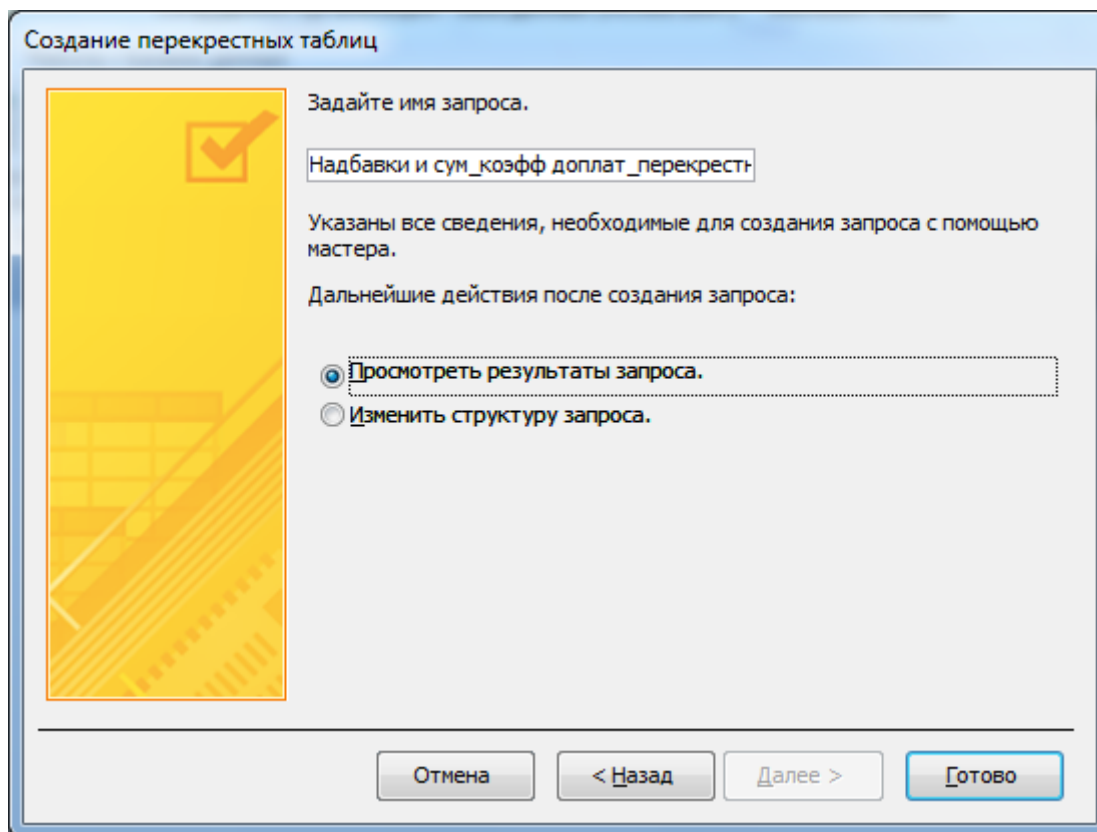 Создание перекрестных таблиц
Задайте имя запроса.
Надбавки и сум_коэфф доплат_перекрестн
Указаны все сведения, необходимые для создания запроса с помощью
мастера.
Дальнейшие действия после создания запроса:
Просмотреть результаты запроса.
Изменить структуру запроса.
Отмена
< Назад
Далее >
Готово